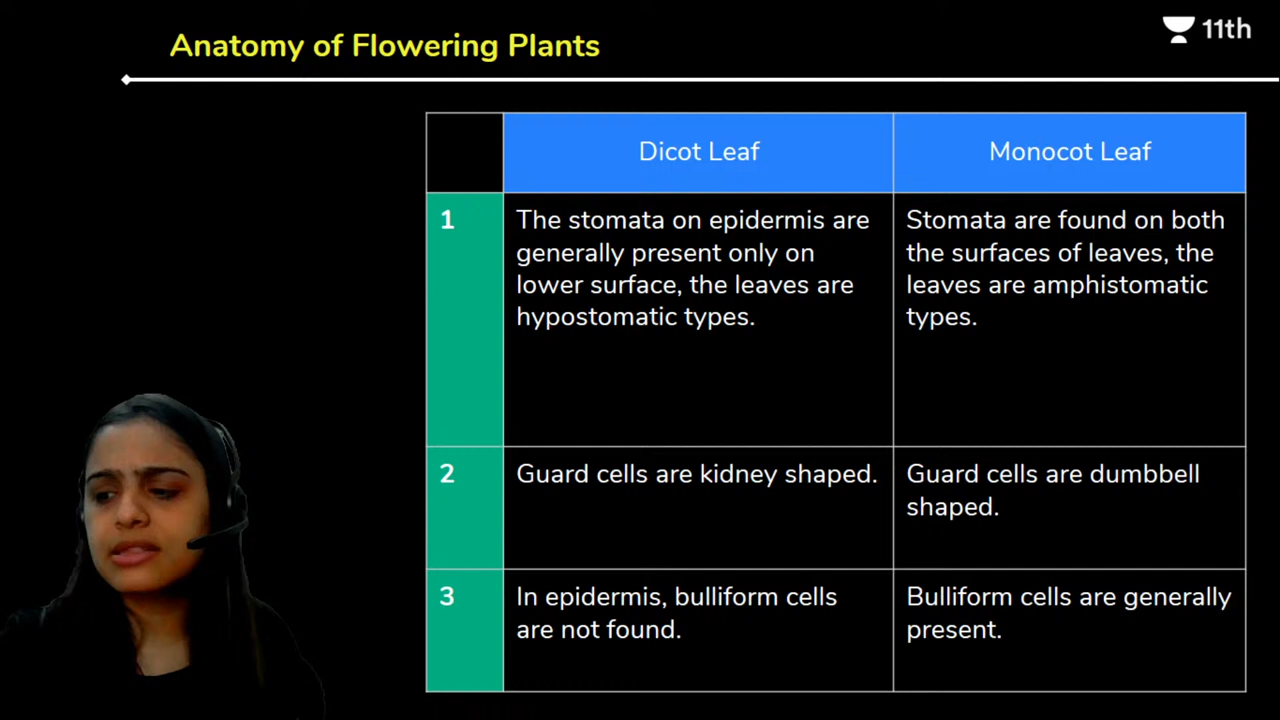 Anatomy of Flowering Plants
11th
Dicot Leaf
Monocot Leaf
1
The stomata on epidermis are
generally present only on
lower surface, the leaves are
hypostomatic types.
Stomata are found on both
the surfaces of leaves, the
leaves are amphistomatic
types.
2
Guard cells are kidney shaped.
Guard cells are dumbbell
shaped.
3
In epidermis, bulliform cells
are not found.
Bulliform cells are generally
present.